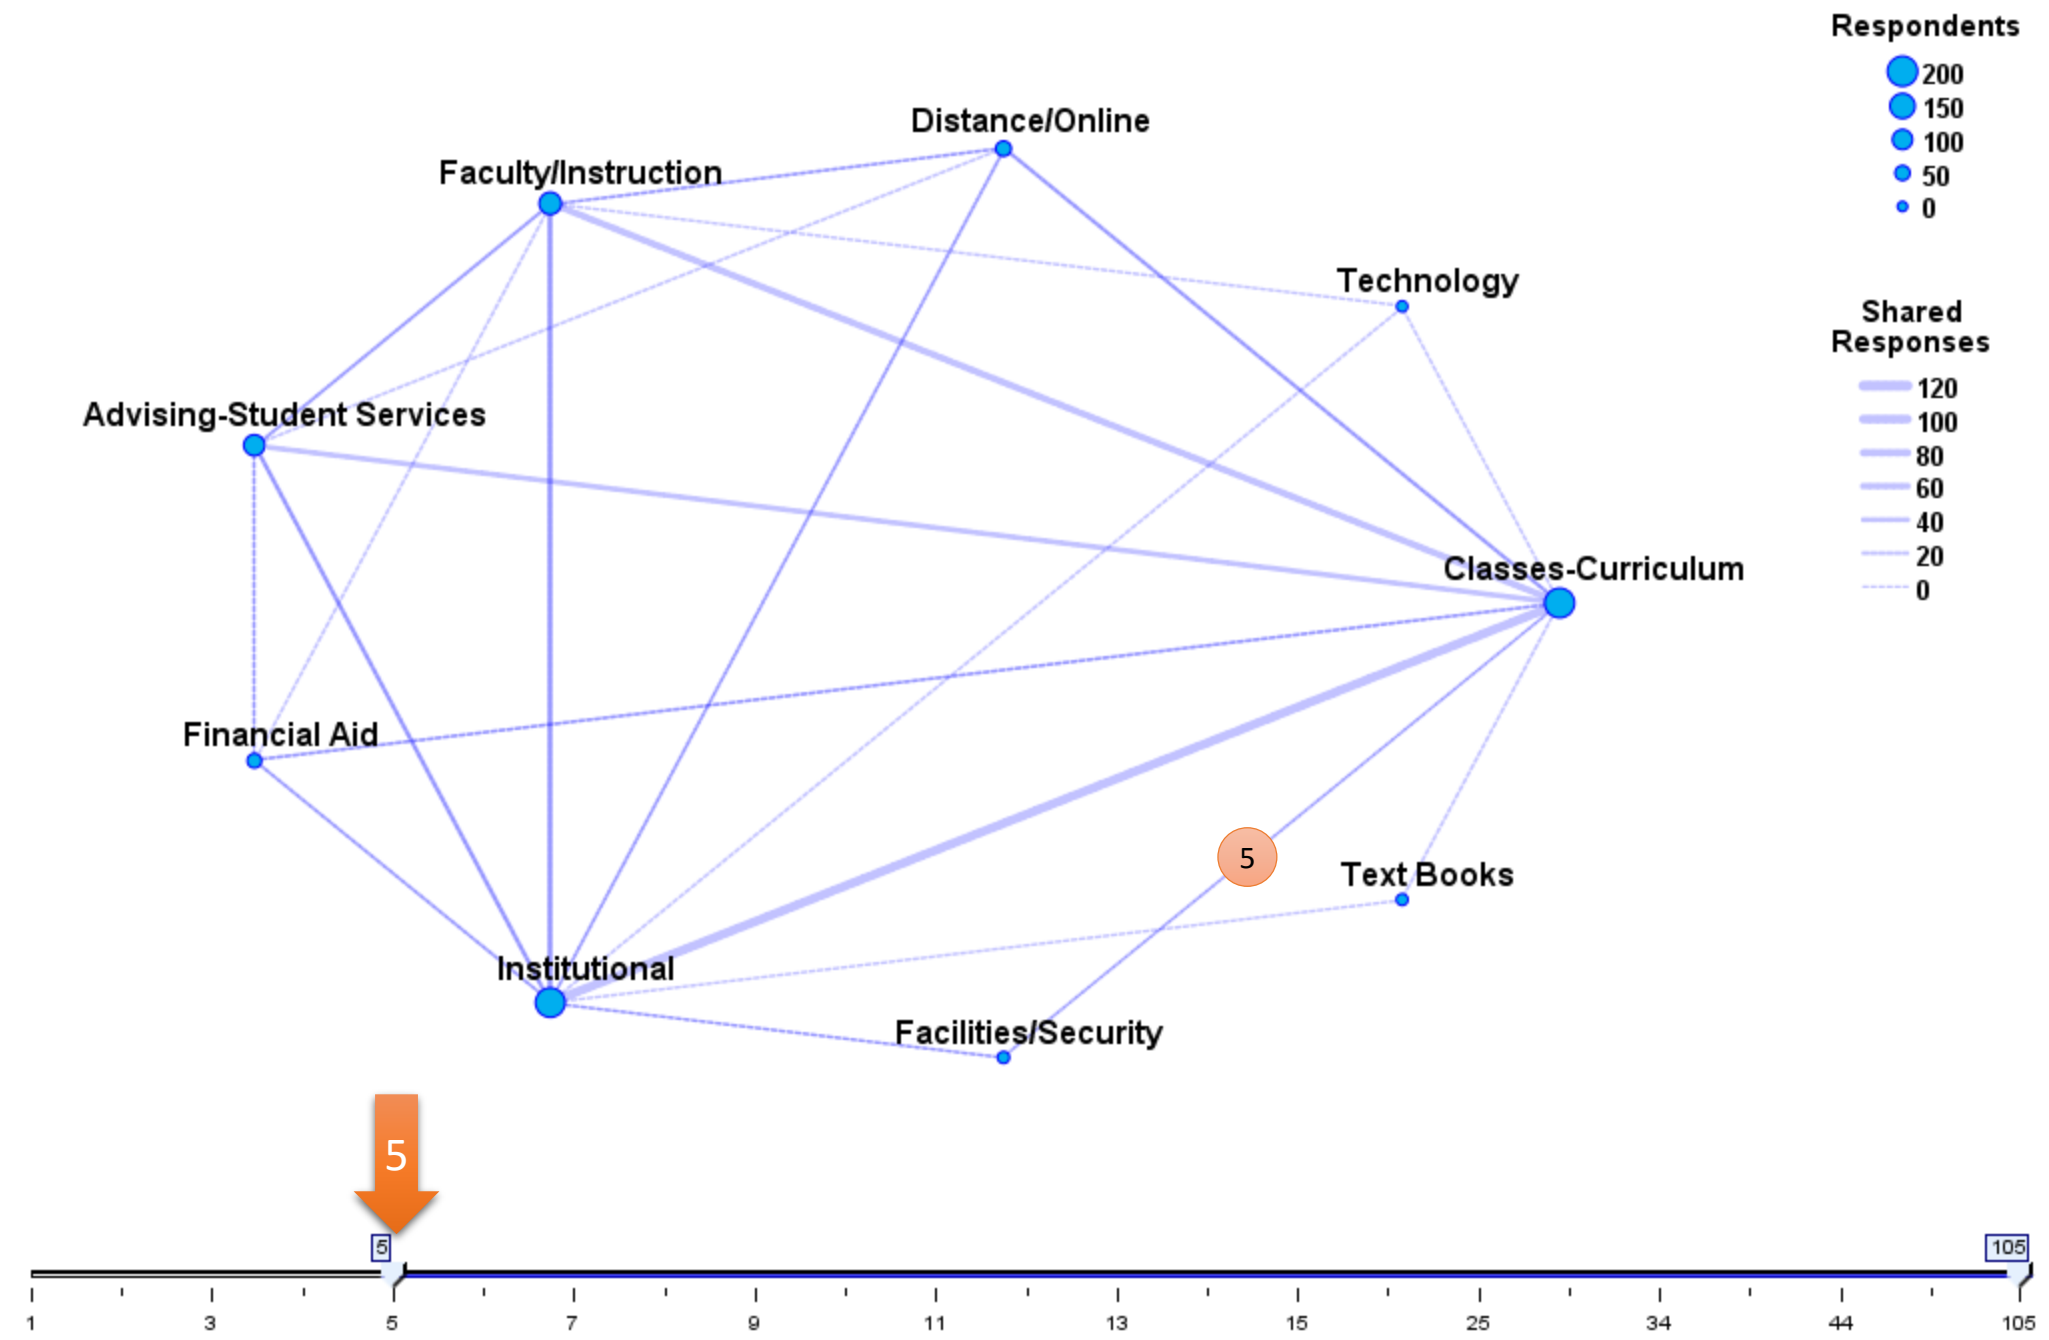 Respondents
200
150
100
50
0
Distance/Online
Faculty/Instruction
Technology
Shared
Responses
120
100
80
60
40
20
0
Advising-Student Services
Classes-Curriculum
Financial Aid
5
Text Books
Institutional
Facilities/Security
5
5
105
1 3 5 7 9 11 13 15 25 34 44 105